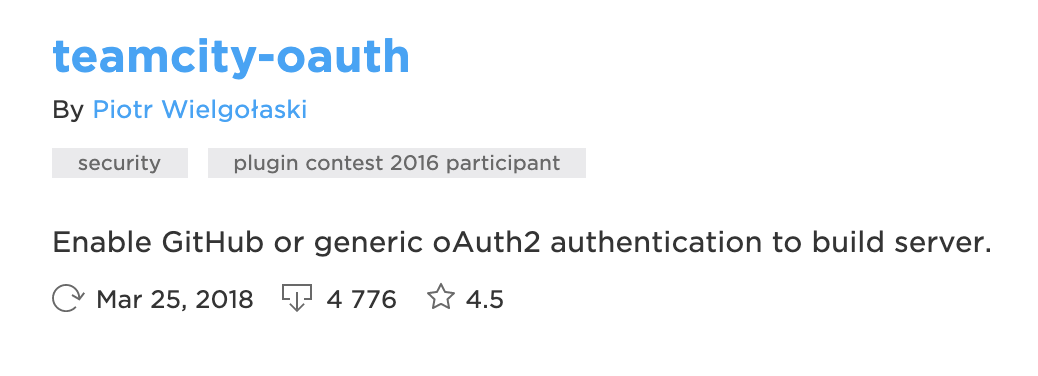 teamcity-oauth
By Piotr Wielgołaski
security plugin contest 2016 participant
Enable GitHub or generic oAuth2 authentication to build server.
Mar 25, 2018 4 776 4.5